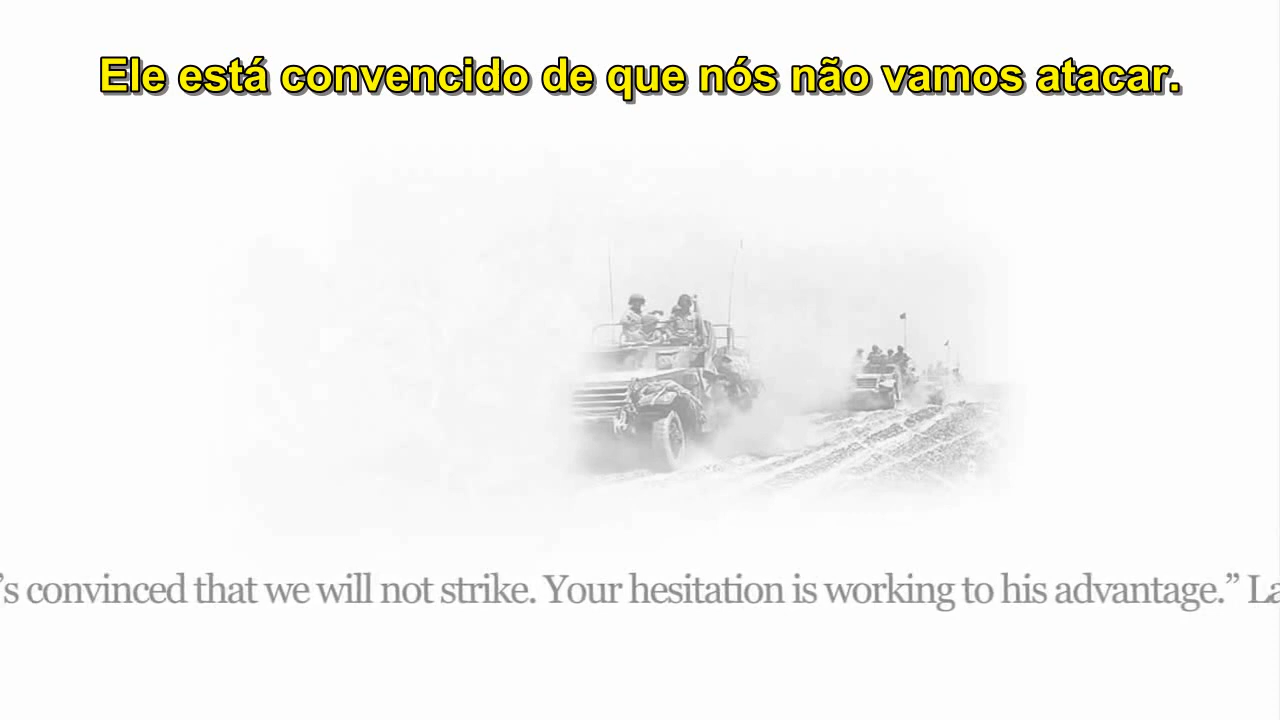 Ele está convencido de que nós não vamos atacar.
’s convinced that we will not strike. Your hesitation is working to his advantage.” La